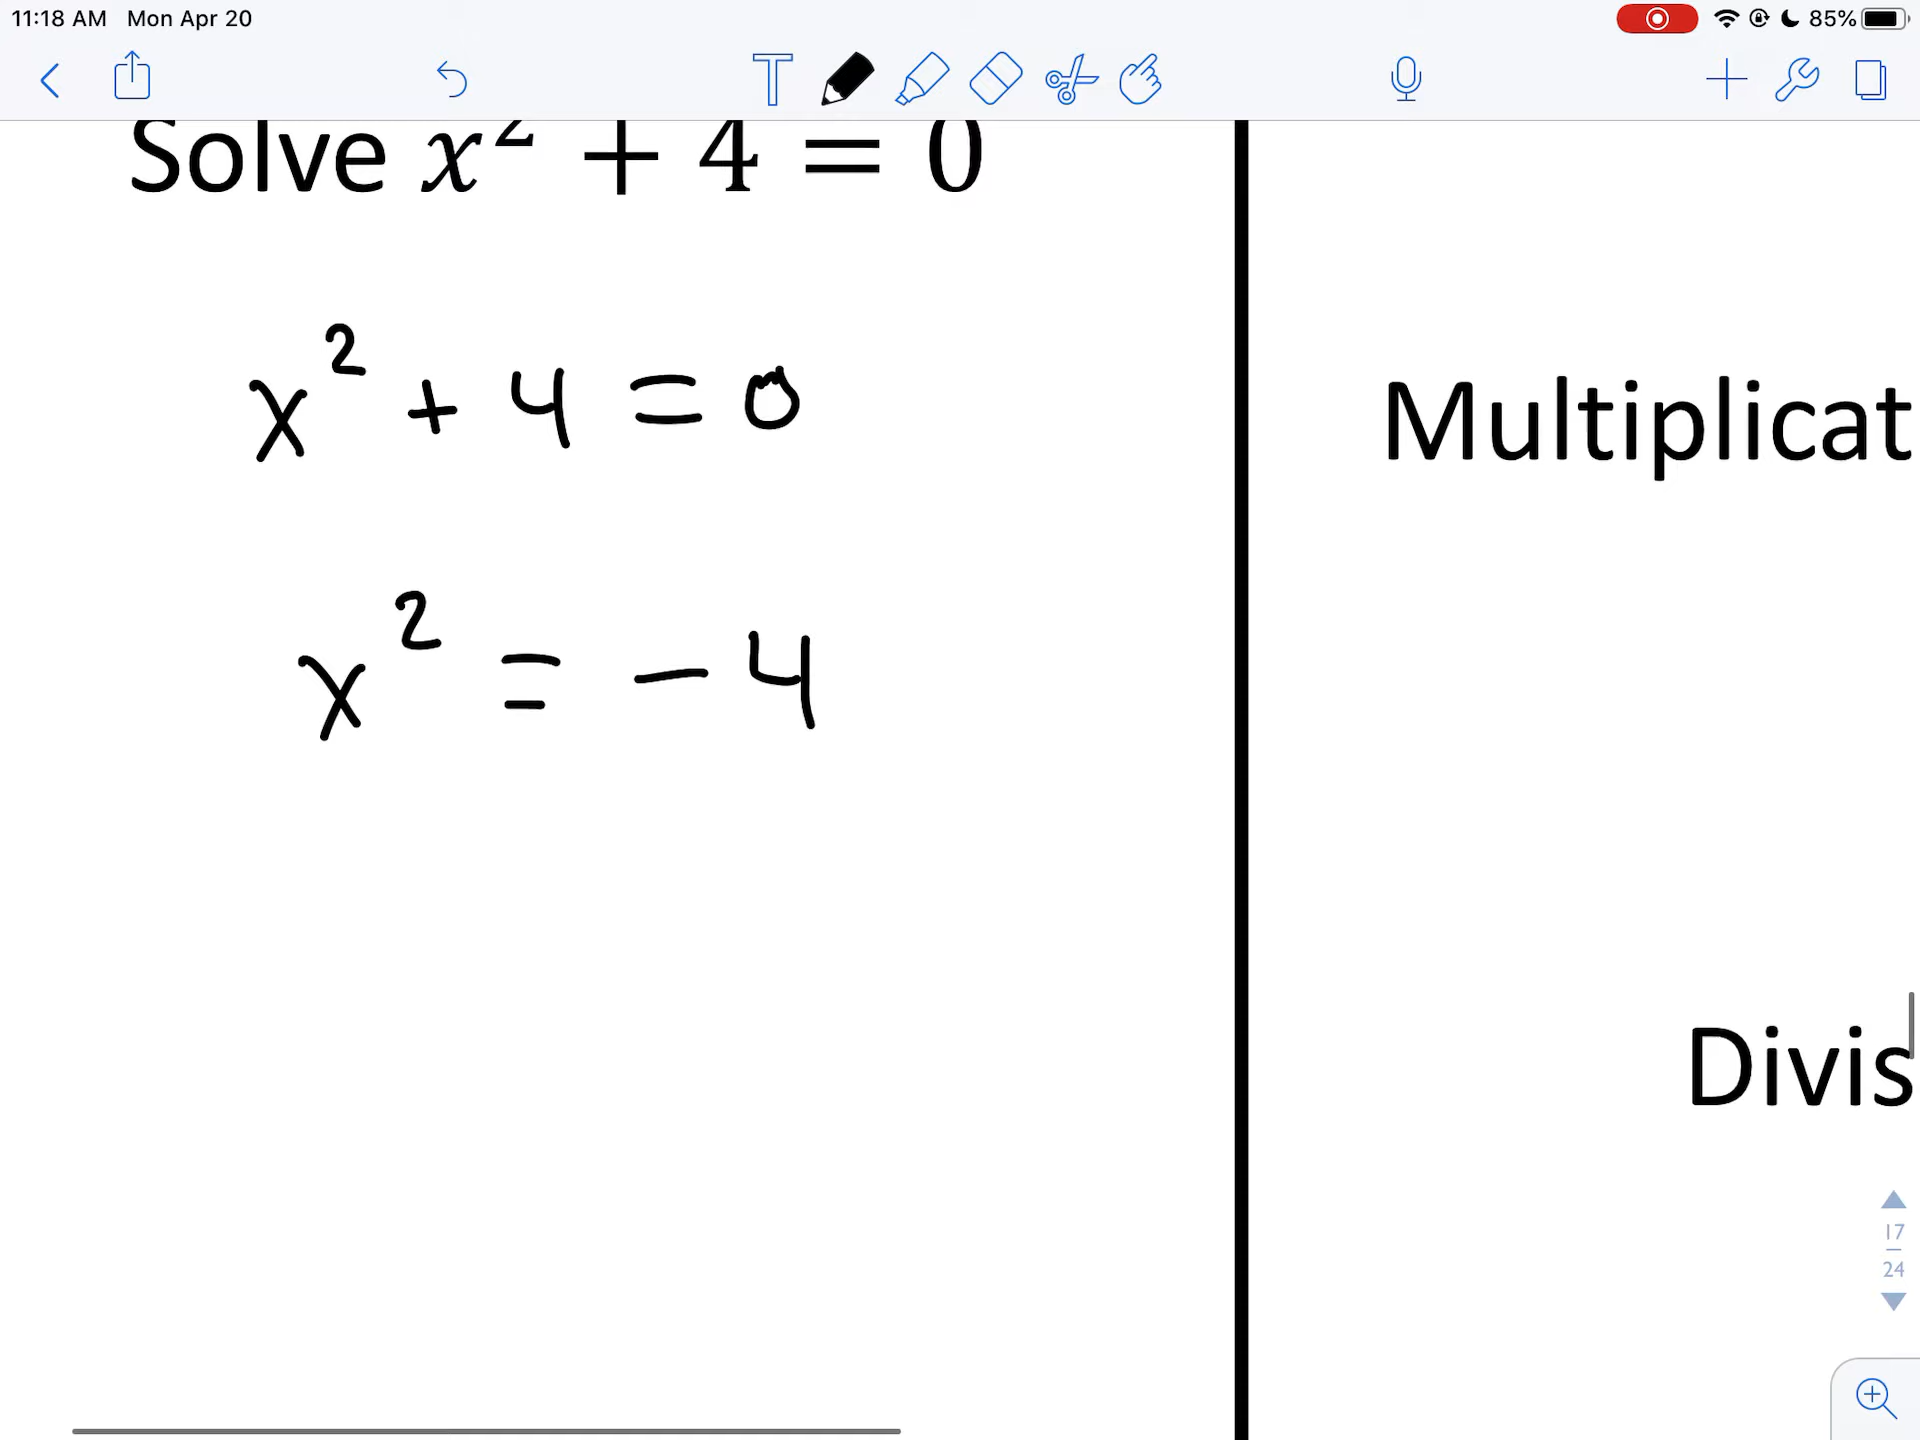 11:18 AM Mon Apr 20
85%
T
Solve x² + 4 = 0
x² + 4 = 0
x² = - 4
Multiplicat
Divis
17
24